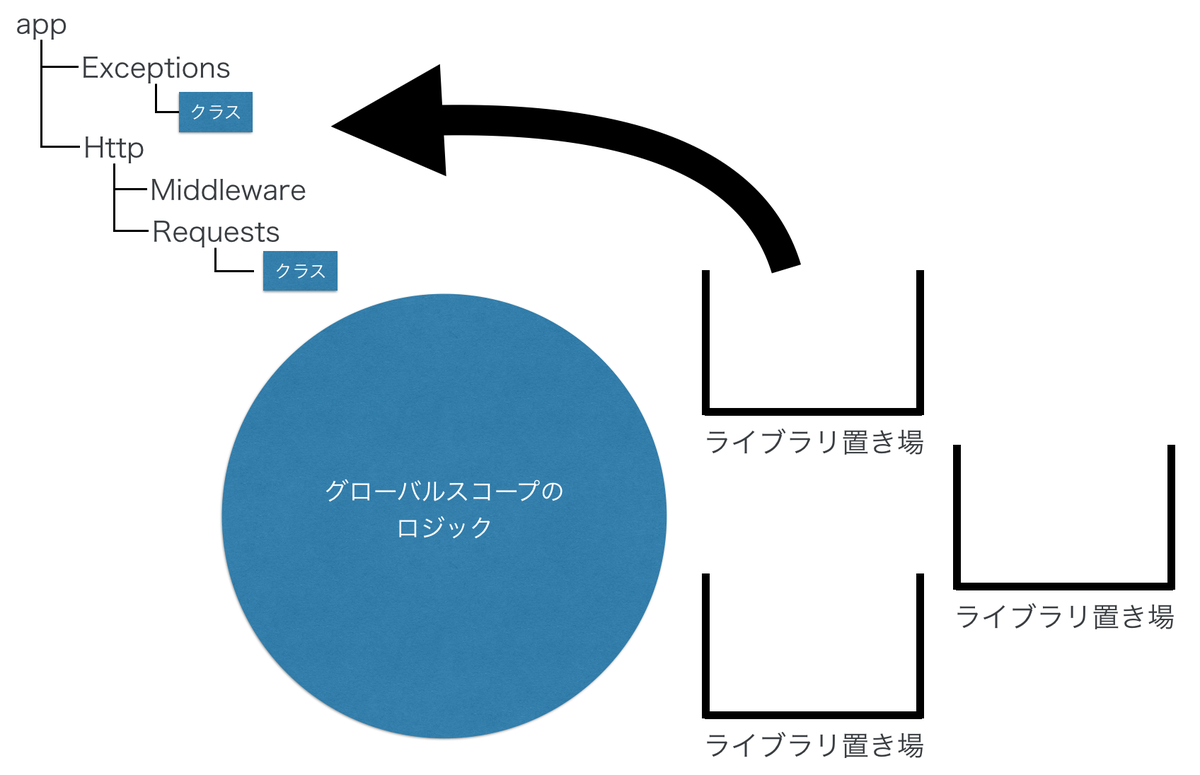 app
Exceptions
クラス
Http
Middleware
Requests
クラス
グローバルスコープの
ロジック
ライブラリ置き場
ライブラリ置き場
ライブラリ置き場